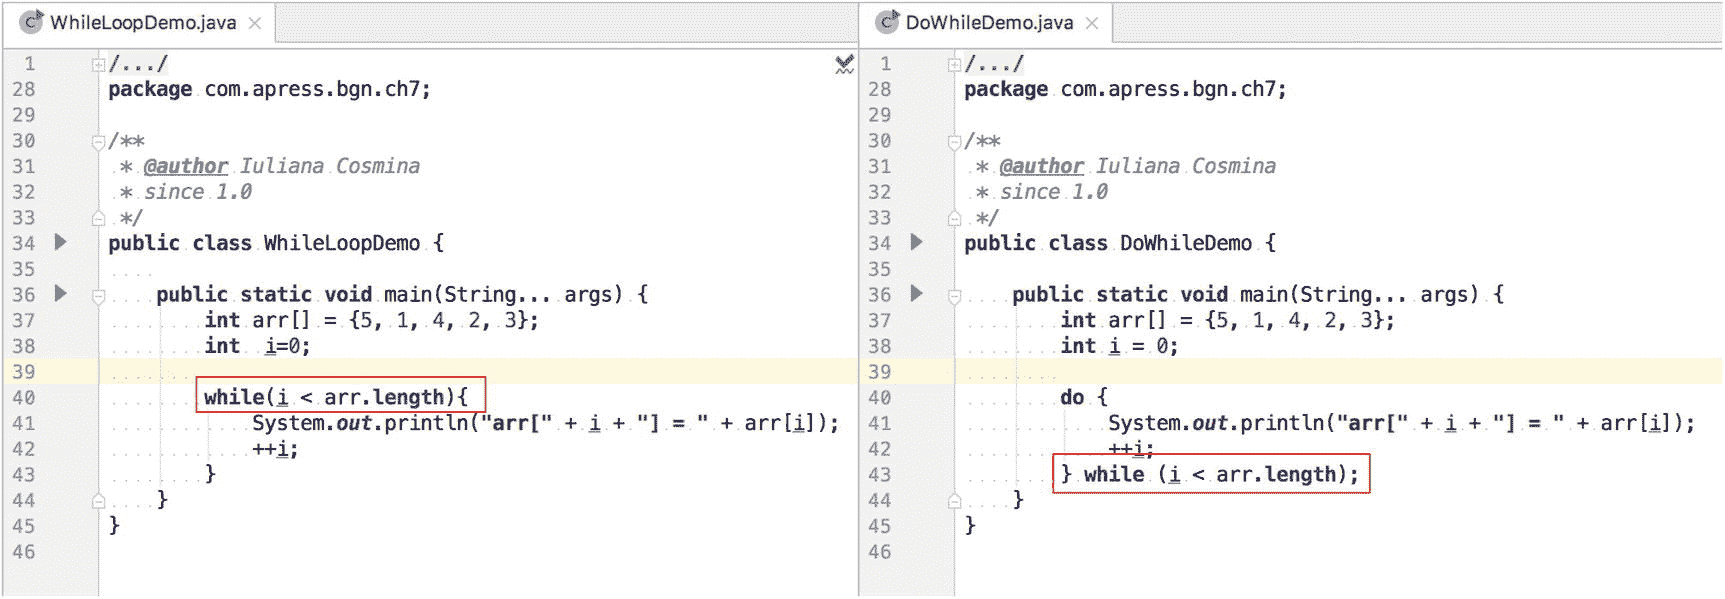 WhileLoopDemo.java
1 /.../
28 package com.apress.bgn.ch7;
29
30 /**
31  * @author Iuliana Cosmina
32  * since 1.0
33  */
34 public class WhileLoopDemo {
35
36     public static void main(String... args) {
37         int arr[] = {5, 1, 4, 2, 3};
38         int  i=0;
39
40         while(i < arr.length){
41             System.out.println("arr[" + i + "] = " + arr[i]);
42             ++i;
43         }
44     }
45 }
46
DoWhileDemo.java
1 /.../
28 package com.apress.bgn.ch7;
29
30 /**
31  * @author Iuliana Cosmina
32  * since 1.0
33  */
34 public class DoWhileDemo {
35
36     public static void main(String... args) {
37         int arr[] = {5, 1, 4, 2, 3};
38         int i = 0;
39
40         do {
41             System.out.println("arr[" + i + "] = " + arr[i]);
42             ++i;
43         } while (i < arr.length);
44     }
45 }
46